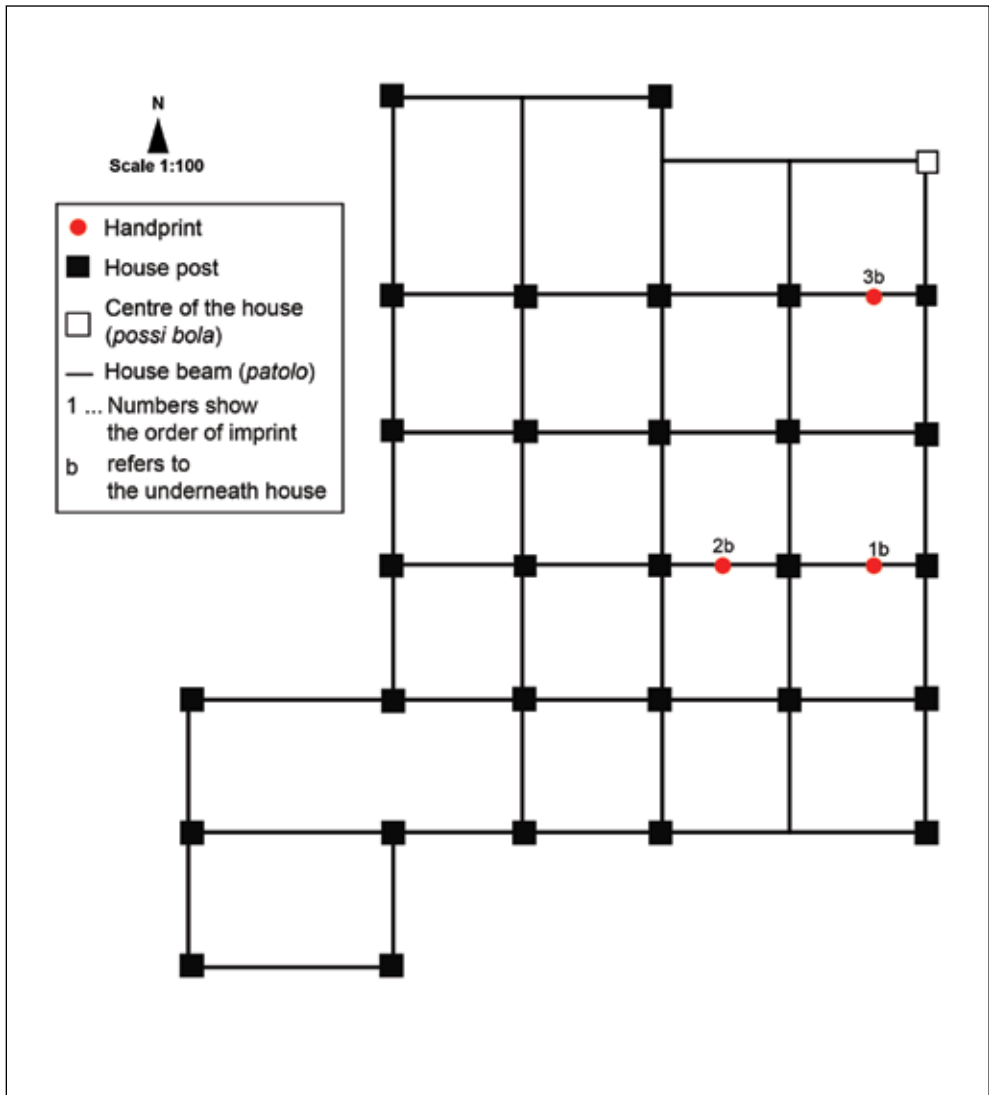 N
Scale 1:100
Handprint
House post
Centre of the house
(possi bola)
House beam (patolo)
1 ... Numbers show
the order of imprint
b refers to
the underneath house
3b
2b
1b